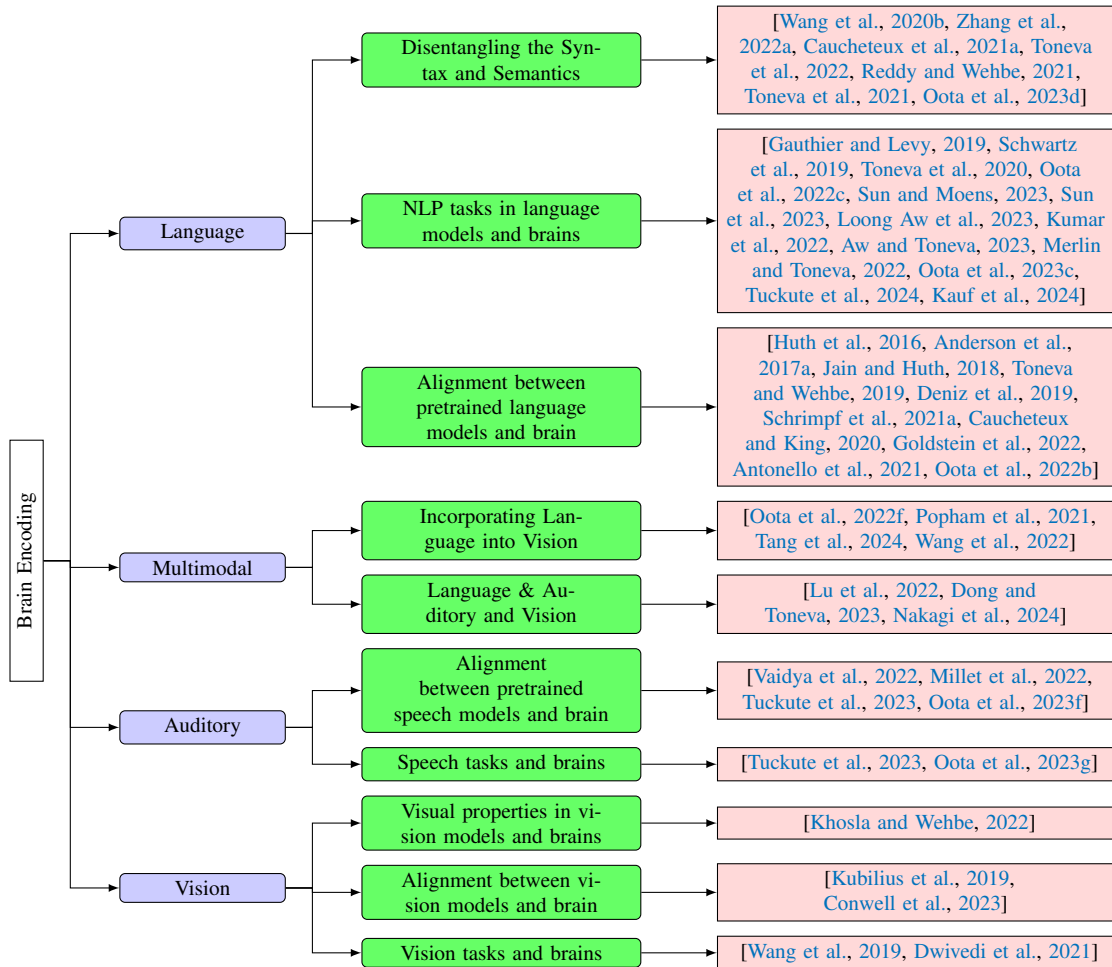 Brain Encoding
Language
Disentangling the Syn-
tax and Semantics
[Wang et al., 2020b, Zhang et al.,
2022a, Caucheteux et al., 2021a, Toneva
et al., 2022, Reddy and Wehbe, 2021,
Toneva et al., 2021, Oota et al., 2023d]
NLP tasks in language
models and brains
[Gauthier and Levy, 2019, Schwartz
et al., 2019, Toneva et al., 2020, Oota
et al., 2022c, Sun and Moens, 2023, Sun
et al., 2023, Loong Aw et al., 2023, Kumar
et al., 2022, Aw and Toneva, 2023, Merlin
and Toneva, 2022, Oota et al., 2023c,
Tuckute et al., 2024, Kauf et al., 2024]
Alignment between
pretrained language
models and brain
[Huth et al., 2016, Anderson et al.,
2017a, Jain and Huth, 2018, Toneva
and Wehbe, 2019, Deniz et al., 2019,
Schrimpf et al., 2021a, Caucheteux
and King, 2020, Goldstein et al., 2022,
Antonello et al., 2021, Oota et al., 2022b]
Multimodal
Incorporating Lan-
guage into Vision
[Oota et al., 2022f, Popham et al., 2021,
Tang et al., 2024, Wang et al., 2022]
Language & Au-
ditory and Vision
[Lu et al., 2022, Dong and
Toneva, 2023, Nakagi et al., 2024]
Auditory
Alignment
between pretrained
speech models and brain
[Vaidya et al., 2022, Millet et al., 2022,
Tuckute et al., 2023, Oota et al., 2023f]
Speech tasks and brains
[Tuckute et al., 2023, Oota et al., 2023g]
Vision
Visual properties in vi-
sion models and brains
[Khosla and Wehbe, 2022]
Alignment between vi-
sion models and brain
[Kubilius et al., 2019,
Conwell et al., 2023]
Vision tasks and brains
[Wang et al., 2019, Dwivedi et al., 2021]